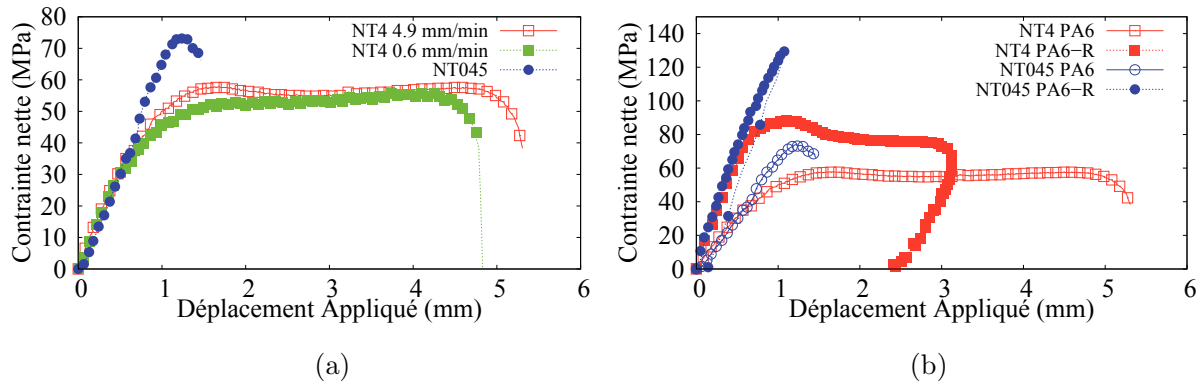 Contrainte nette (MPa)
80
70
60
50
40
30
20
10
0
0 1 2 3 4 5 6
Déplacement Appliqué (mm)
NT4 4.9 mm/min
NT4 0.6 mm/min
NT045
(a)
Contrainte nette (MPa)
140
120
100
80
60
40
20
0
0 1 2 3 4 5 6
Déplacement Appliqué (mm)
NT4 PA6
NT4 PA6−R
NT045 PA6
NT045 PA6−R
(b)